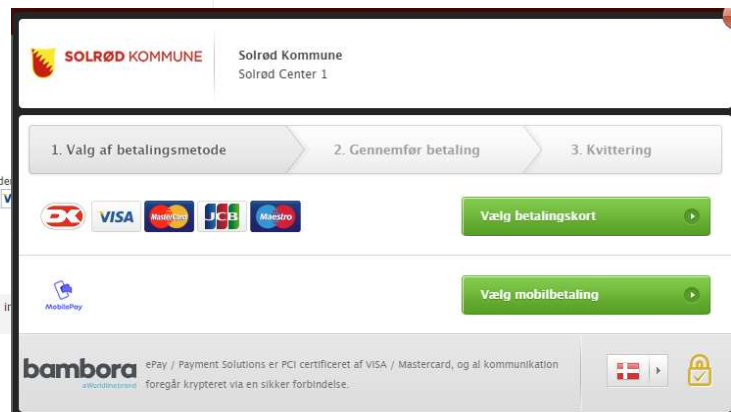 SOLRØD KOMMUNE
Solrød Kommune
Solrød Center 1
1. Valg af betalingsmetode
2. Gennemfør betaling
3. Kvittering
VISA
MasterCard
JCB
Maestro
Vælg betalingskort
MobilePay
Vælg mobilbetaling
bambora
ePay / Payment Solutions er PCI certificeret af VISA / Mastercard, og al kommunikation
foregår krypteret via en sikker forbindelse.